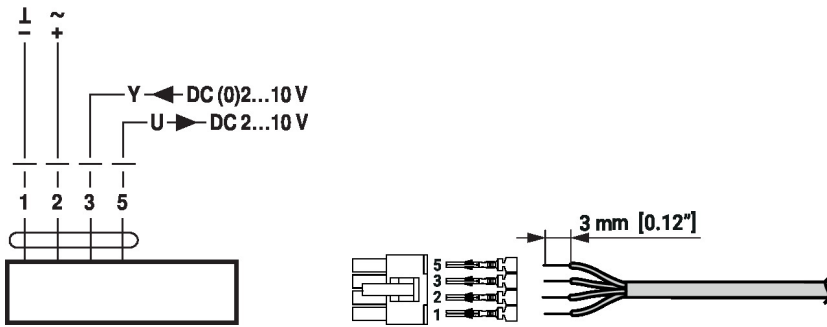 ⊥ ~
− +
Y DC (0)2...10 V
U DC 2...10 V
1 2 3 5
3 mm [0.12"]
5
3
2
1